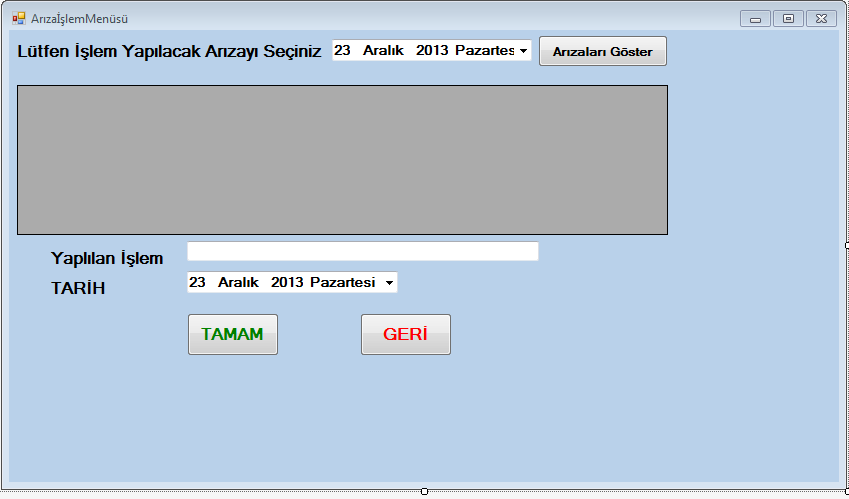 ArızaİşlemMenüsü
Lütfen İşlem Yapılacak Arızayı Seçiniz 23 Aralık 2013 Pazartes Arızaları Göster
Yaplılan İşlem
TARİH 23 Aralık 2013 Pazartesi
TAMAM GERİ